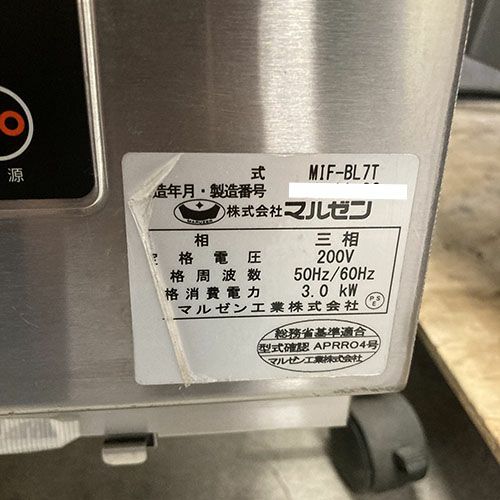 源
式 MIF-BL7T
造年月・製造番号
株式会社マルゼン
相 三相
格電圧 200V
格周波数 50Hz/60Hz
格消費電力 3.0 kW
マルゼン工業株式会社
PSE
総務省基準適合
型式確認 APRRO4号
マルゼン工業株式会社